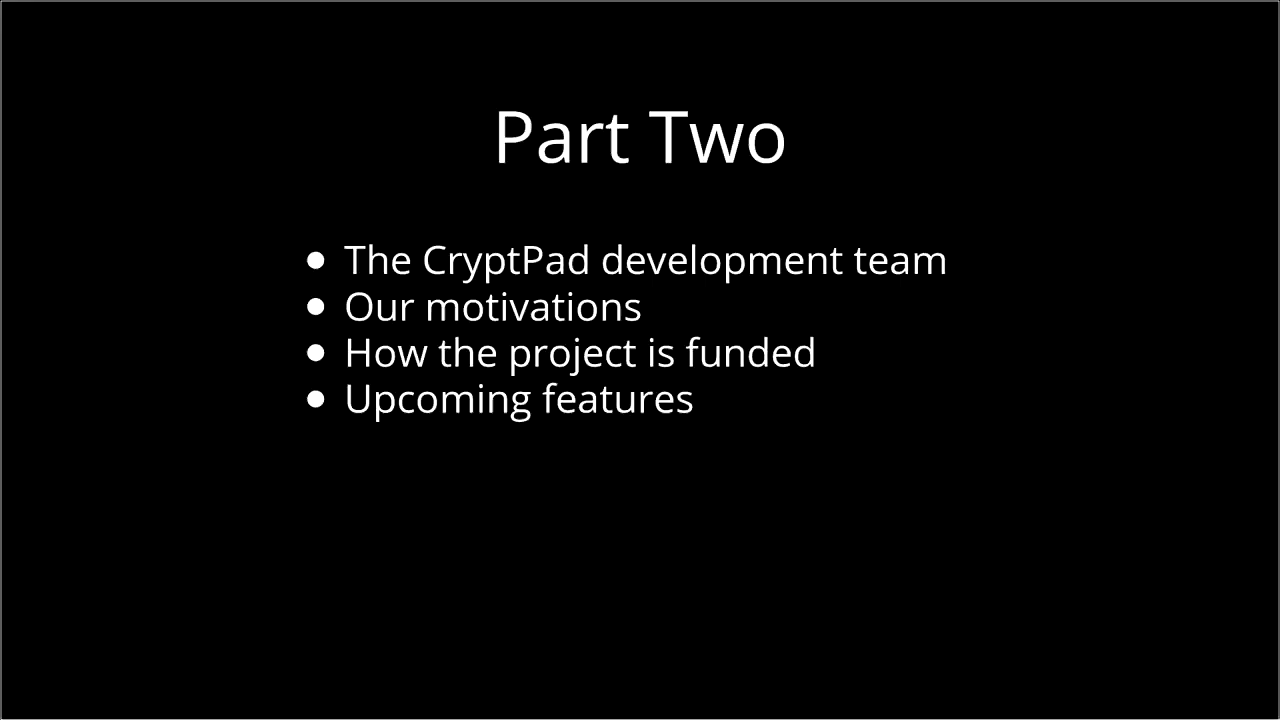 Part Two
● The CryptPad development team
● Our motivations
● How the project is funded
● Upcoming features